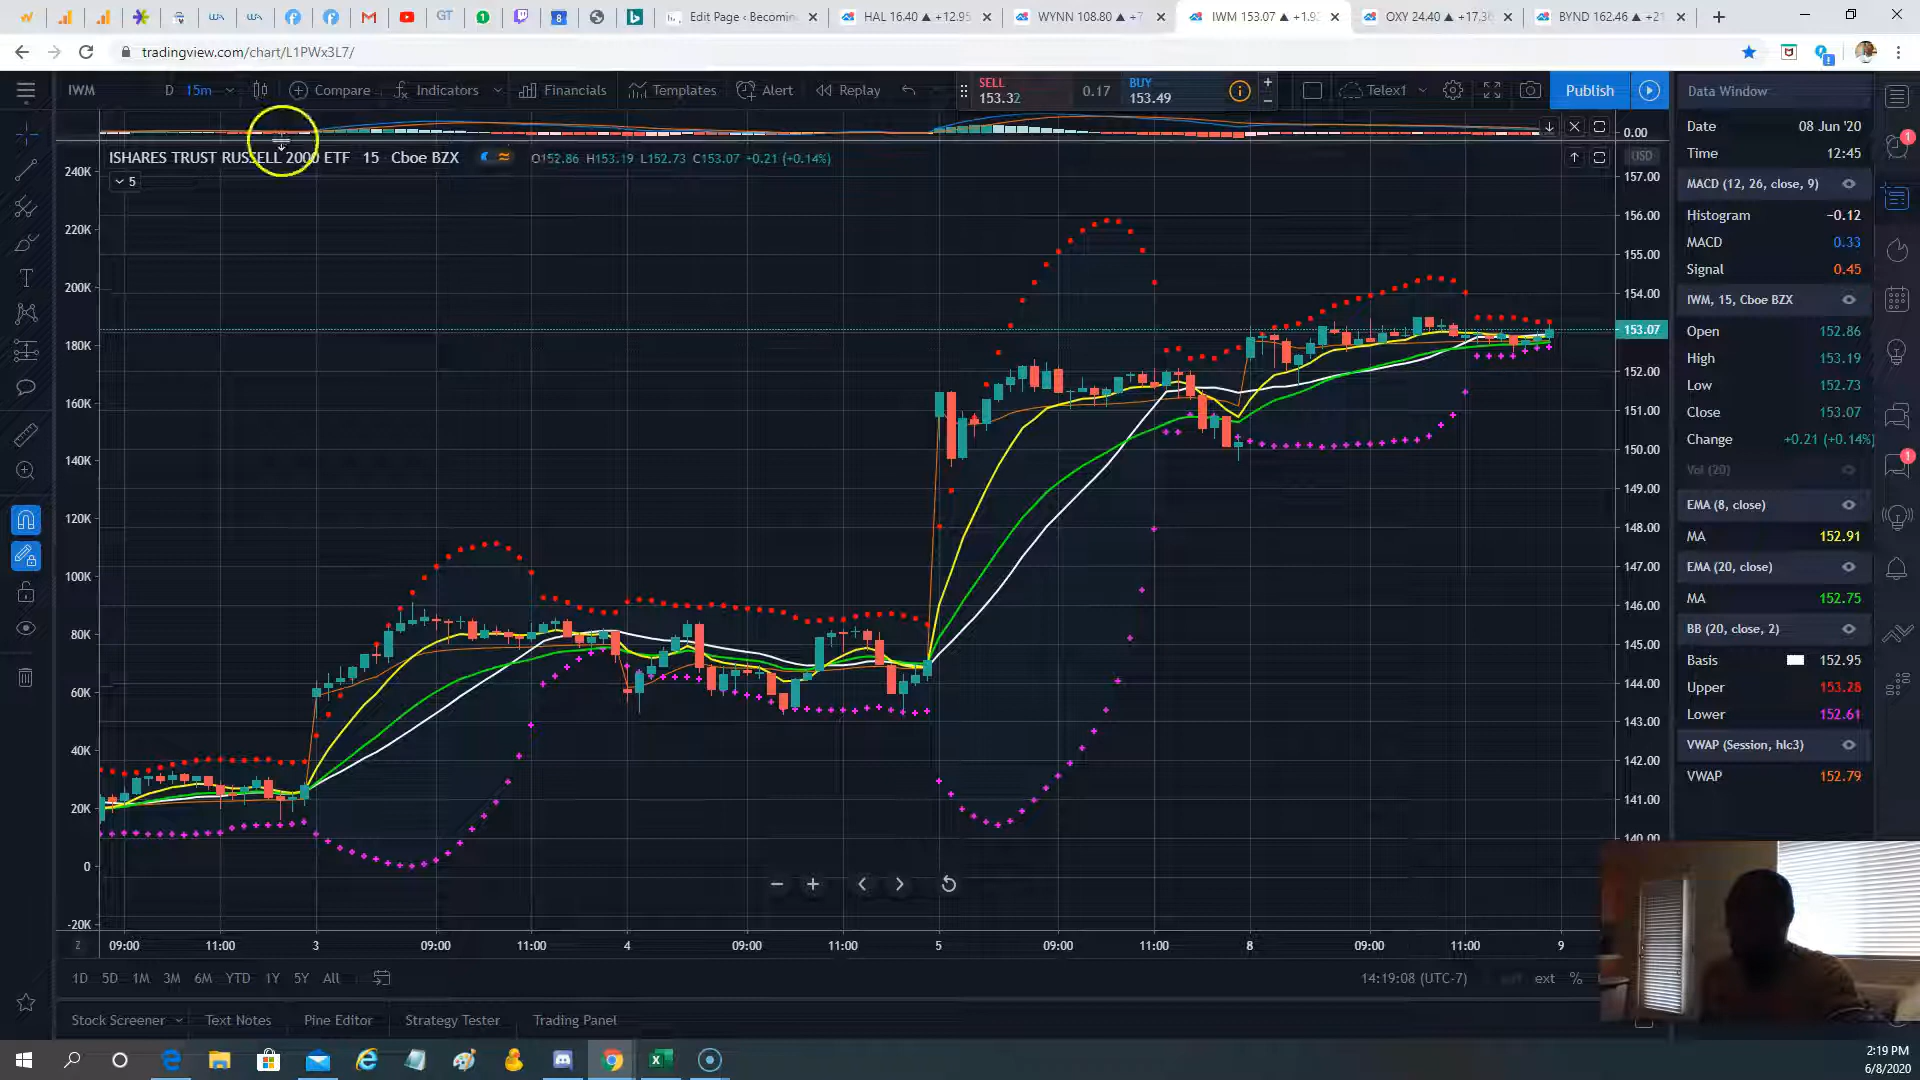 Edit Page ‹ Becomin
HAL 16.40 ▲ +12.95
WYNN 108.80 ▲ +7
IWM 153.07 ▲ +1.9
OXY 24.40 ▲ +17.3
BYND 162.46 ▲ +21
tradingview.com/chart/L1PWx3L7/
IWM
D 15m
Compare
Indicators
Financials
Templates
Alert
Replay
SELL
153.32
0.17
BUY
153.49
Telex1
Publish
ISHARES TRUST RUSSELL 2000 ETF 15 Cboe BZX
O152.86 H153.19 L152.73 C153.07 +0.21 (+0.14%)
5
240K
220K
200K
180K
160K
140K
120K
100K
80K
60K
40K
20K
0
-20K
0.00
USD
157.00
156.00
155.00
154.00
153.07
152.00
151.00
150.00
149.00
148.00
147.00
146.00
145.00
144.00
143.00
142.00
141.00
140.00
Z 09:00 11:00 3 09:00 11:00 4 09:00 11:00 5 09:00 11:00 8 09:00 11:00 9
1D 5D 1M 3M 6M YTD 1Y 5Y All
14:19:08 (UTC-7)
ext %
Stock Screener
Text Notes
Pine Editor
Strategy Tester
Trading Panel
Data Window
Date 08 Jun '20
Time 12:45
MACD (12, 26, close, 9)
Histogram −0.12
MACD 0.33
Signal 0.45
IWM, 15, Cboe BZX
Open 152.86
High 153.19
Low 152.73
Close 153.07
Change +0.21 (+0.14%)
Vol (20)
EMA (8, close)
MA 152.91
EMA (20, close)
MA 152.75
BB (20, close, 2)
Basis 152.95
Upper 153.28
Lower 152.61
VWAP (Session, hlc3)
VWAP 152.79
1
1
2:19 PM
6/8/2020